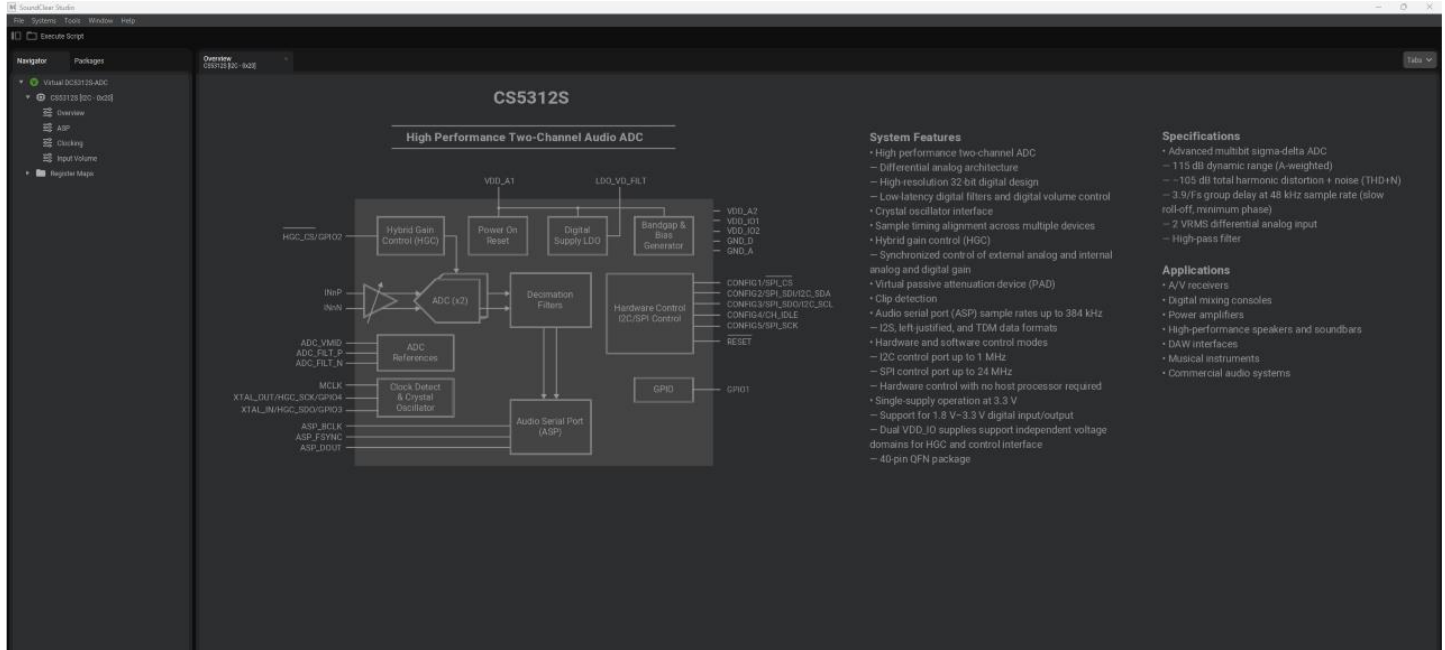 SoundClear Studio
File Systems Tools Window Help
Execute Script
Navigator Packages
Virtual DC5312S-ADC
CS5312S [I2C - 0x20]
Overview
ASP
Clocking
Input Volume
Register Maps
Overview
CS5312S [I2C - 0x20]
Tabs
CS5312S
High Performance Two-Channel Audio ADC
VDD_A1
LDO_VD_FILT
HGC_CS/GPIO2
Hybrid Gain
Control (HGC)
Power On
Reset
Digital
Supply LDO
Bandgap &
Bias
Generator
VDD_A2
VDD_IO1
VDD_IO2
GND_D
GND_A
INnP
INnN
ADC (x2)
Decimation
Filters
Hardware Control
I2C/SPI Control
CONFIG1/SPI_CS
CONFIG2/SPI_SDI/I2C_SDA
CONFIG3/SPI_SDO/I2C_SCL
CONFIG4/CH_IDLE
CONFIG5/SPI_SCK
RESET
ADC_VMID
ADC_FILT_P
ADC_FILT_N
ADC
References
MCLK
XTAL_OUT/HGC_SCK/GPIO4
XTAL_IN/HGC_SDO/GPIO3
Clock Detect
& Crystal
Oscillator
GPIO
GPIO1
ASP_BCLK
ASP_FSYNC
ASP_DOUT
Audio Serial Port
(ASP)
System Features
• High performance two-channel ADC
— Differential analog architecture
— High-resolution 32-bit digital design
— Low-latency digital filters and digital volume control
• Crystal oscillator interface
• Sample timing alignment across multiple devices
• Hybrid gain control (HGC)
— Synchronized control of external analog and internal
analog and digital gain
• Virtual passive attenuation device (PAD)
• Clip detection
• Audio serial port (ASP) sample rates up to 384 kHz
— I2S, left-justified, and TDM data formats
• Hardware and software control modes
— I2C control port up to 1 MHz
— SPI control port up to 24 MHz
— Hardware control with no host processor required
• Single-supply operation at 3.3 V
— Support for 1.8 V–3.3 V digital input/output
— Dual VDD_IO supplies support independent voltage
domains for HGC and control interface
— 40-pin QFN package
Specifications
• Advanced multibit sigma-delta ADC
— 115 dB dynamic range (A-weighted)
— −105 dB total harmonic distortion + noise (THD+N)
— 3.9/Fs group delay at 48 kHz sample rate (slow
roll-off, minimum phase)
— 2 VRMS differential analog input
— High-pass filter
Applications
• A/V receivers
• Digital mixing consoles
• Power amplifiers
• High-performance speakers and soundbars
• DAW interfaces
• Musical instruments
• Commercial audio systems